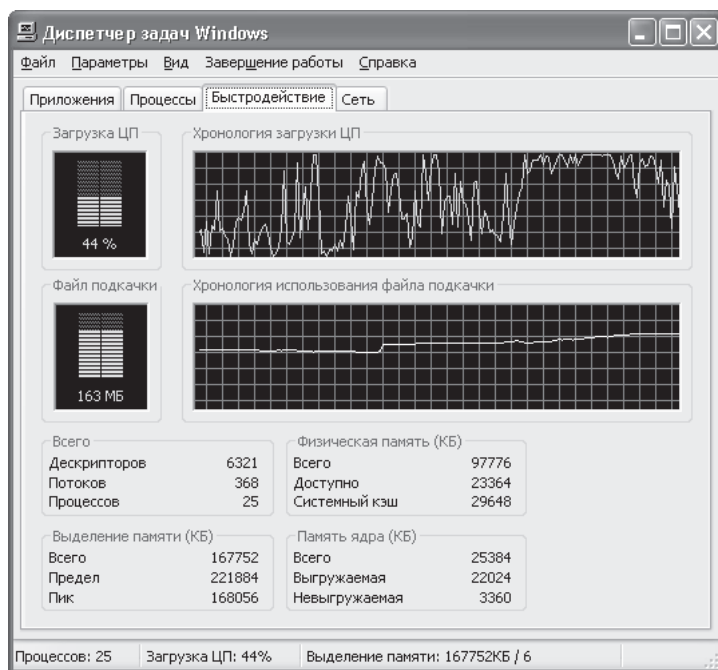 Диспетчер задач Windows
Файл Параметры Вид Завершение работы Справка
Приложения Процессы Быстродействие Сеть
Загрузка ЦП Хронология загрузки ЦП
44 %
Файл подкачки Хронология использования файла подкачки
163 МБ
Всего
Дескрипторов 6321
Потоков 368
Процессов 25
Физическая память (КБ)
Всего 97776
Доступно 23364
Системный кэш 29648
Выделение памяти (КБ)
Всего 167752
Предел 221884
Пик 168056
Память ядра (КБ)
Всего 25384
Выгружаемая 22024
Невыгружаемая 3360
Процессов: 25 Загрузка ЦП: 44% Выделение памяти: 167752КБ / 6